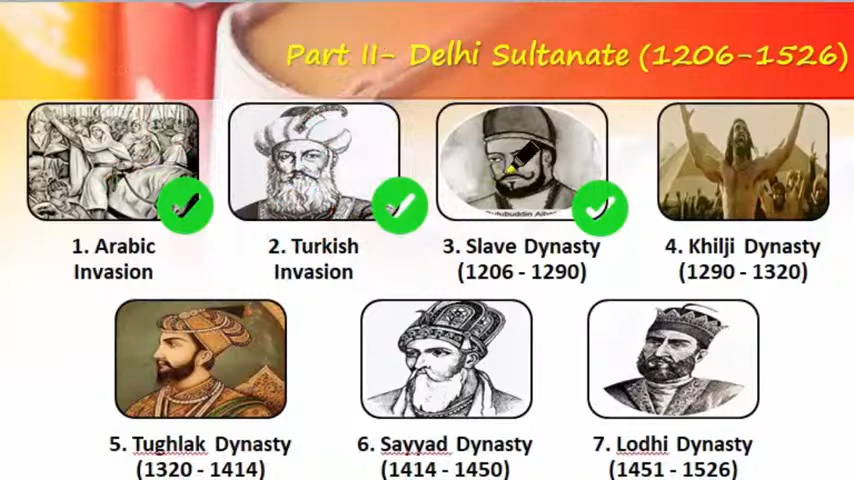 Part II- Delhi Sultanate (1206-1526)
1. Arabic Invasion
2. Turkish Invasion
3. Slave Dynasty
(1206 - 1290)
4. Khilji Dynasty
(1290 - 1320)
5. Tughlak Dynasty
(1320 - 1414)
6. Sayyad Dynasty
(1414 - 1450)
7. Lodhi Dynasty
(1451 - 1526)